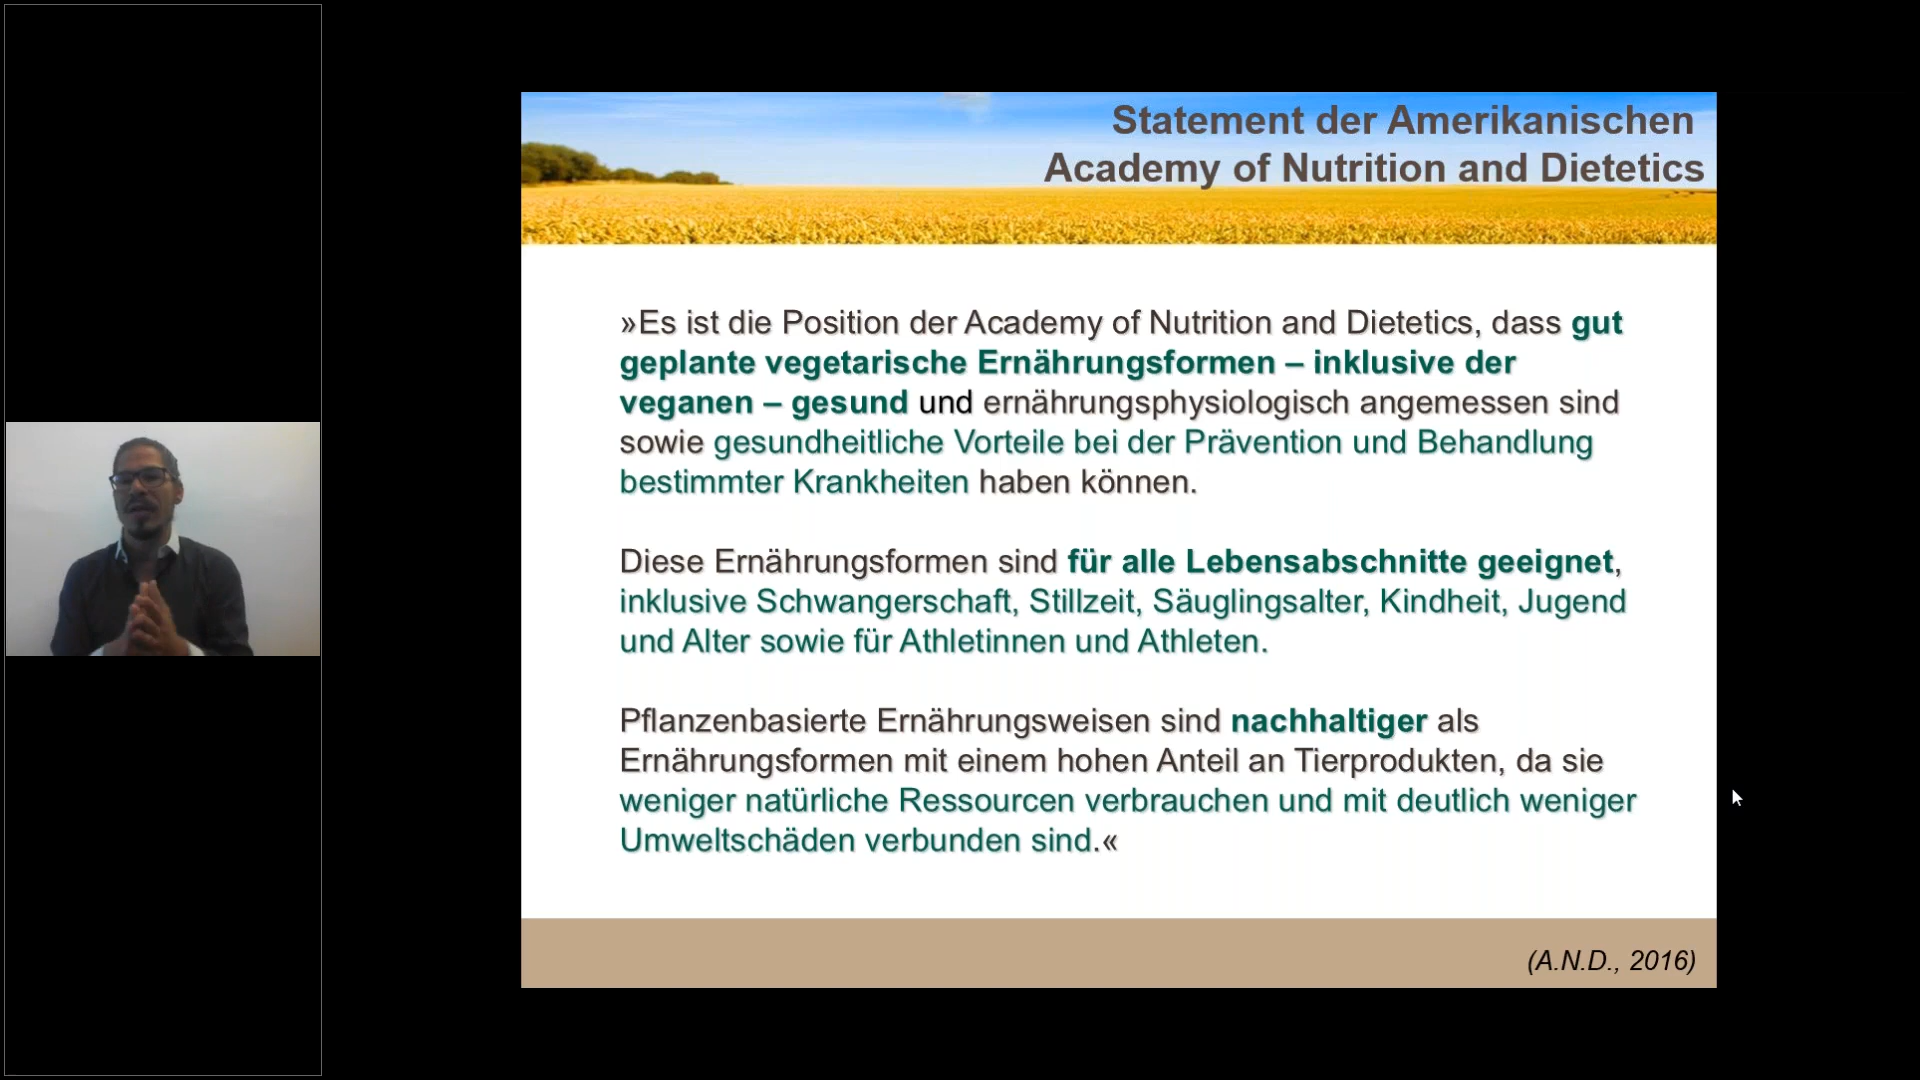 Statement der Amerikanischen
Academy of Nutrition and Dietetics
»Es ist die Position der Academy of Nutrition and Dietetics, dass gut
geplante vegetarische Ernährungsformen – inklusive der
veganen – gesund und ernährungsphysiologisch angemessen sind
sowie gesundheitliche Vorteile bei der Prävention und Behandlung
bestimmter Krankheiten haben können.
Diese Ernährungsformen sind für alle Lebensabschnitte geeignet,
inklusive Schwangerschaft, Stillzeit, Säuglingsalter, Kindheit, Jugend
und Alter sowie für Athletinnen und Athleten.
Pflanzenbasierte Ernährungsweisen sind nachhaltiger als
Ernährungsformen mit einem hohen Anteil an Tierprodukten, da sie
weniger natürliche Ressourcen verbrauchen und mit deutlich weniger
Umweltschäden verbunden sind.«
(A.N.D., 2016)